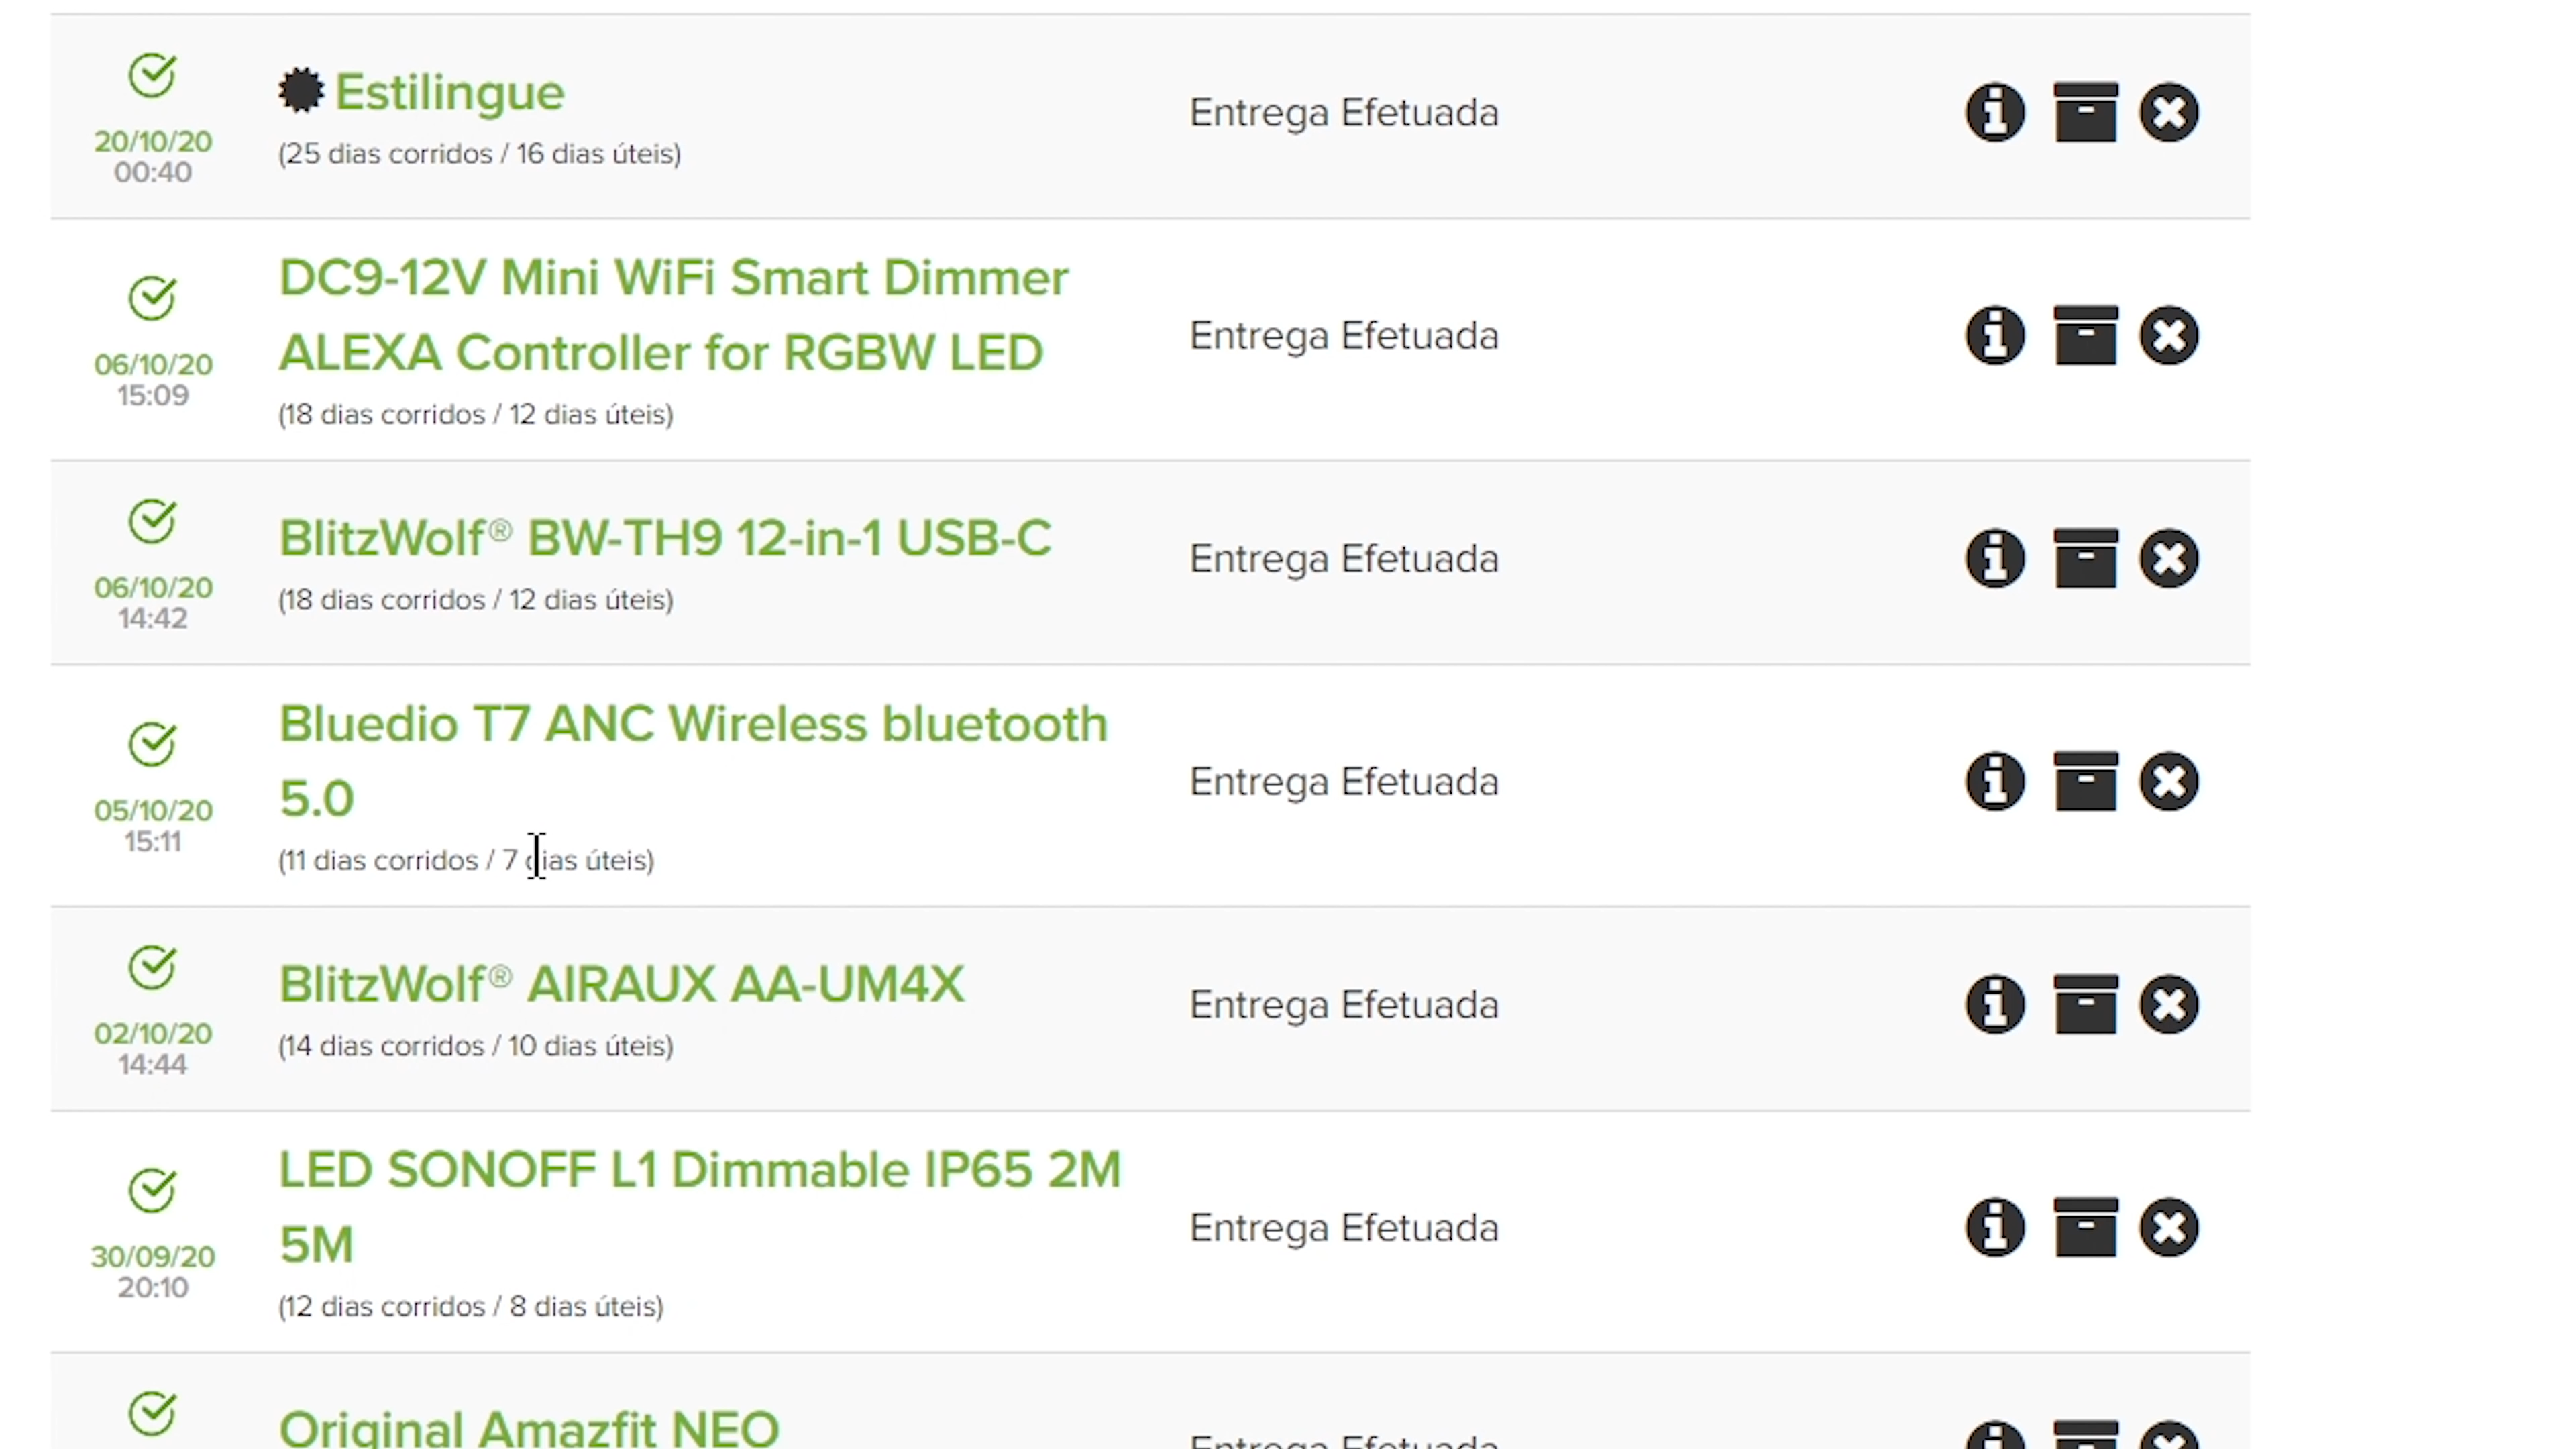 Estilingue
20/10/20
00:40
(25 dias corridos / 16 dias úteis)
Entrega Efetuada
DC9-12V Mini WiFi Smart Dimmer
ALEXA Controller for RGBW LED
06/10/20
15:09
(18 dias corridos / 12 dias úteis)
Entrega Efetuada
BlitzWolf® BW-TH9 12-in-1 USB-C
06/10/20
14:42
(18 dias corridos / 12 dias úteis)
Entrega Efetuada
Bluedio T7 ANC Wireless bluetooth
5.0
05/10/20
15:11
(11 dias corridos / 7 dias úteis)
Entrega Efetuada
BlitzWolf® AIRAUX AA-UM4X
02/10/20
14:44
(14 dias corridos / 10 dias úteis)
Entrega Efetuada
LED SONOFF L1 Dimmable IP65 2M
5M
30/09/20
20:10
(12 dias corridos / 8 dias úteis)
Entrega Efetuada
Original Amazfit NEO
Entrega Efetuada